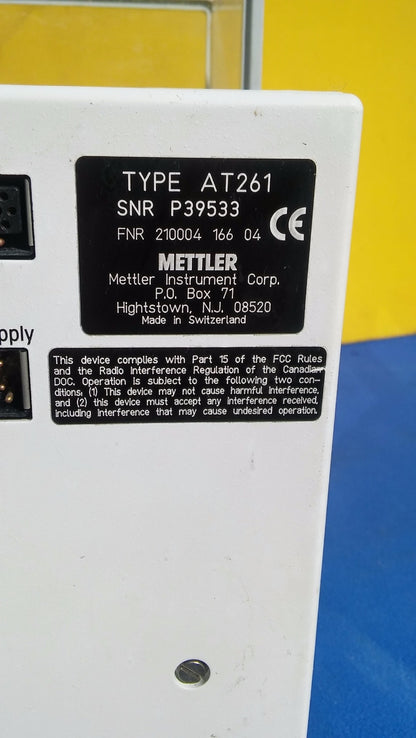 TYPE AT261
SNR P39533
FNR 210004 166 04
CE
METTLER
Mettler Instrument Corp.
P.O. Box 71
Hightstown, N.J. 08520
Made in Switzerland
pply
This device complies with Part 15 of the FCC Rules
and the Radio Interference Regulation of the Canadian
DOC. Operation is subject to the following two con-
ditions: (1) This device may not cause harmful interference,
and (2) this device must accept any interference received,
including interference that may cause undesired operation.